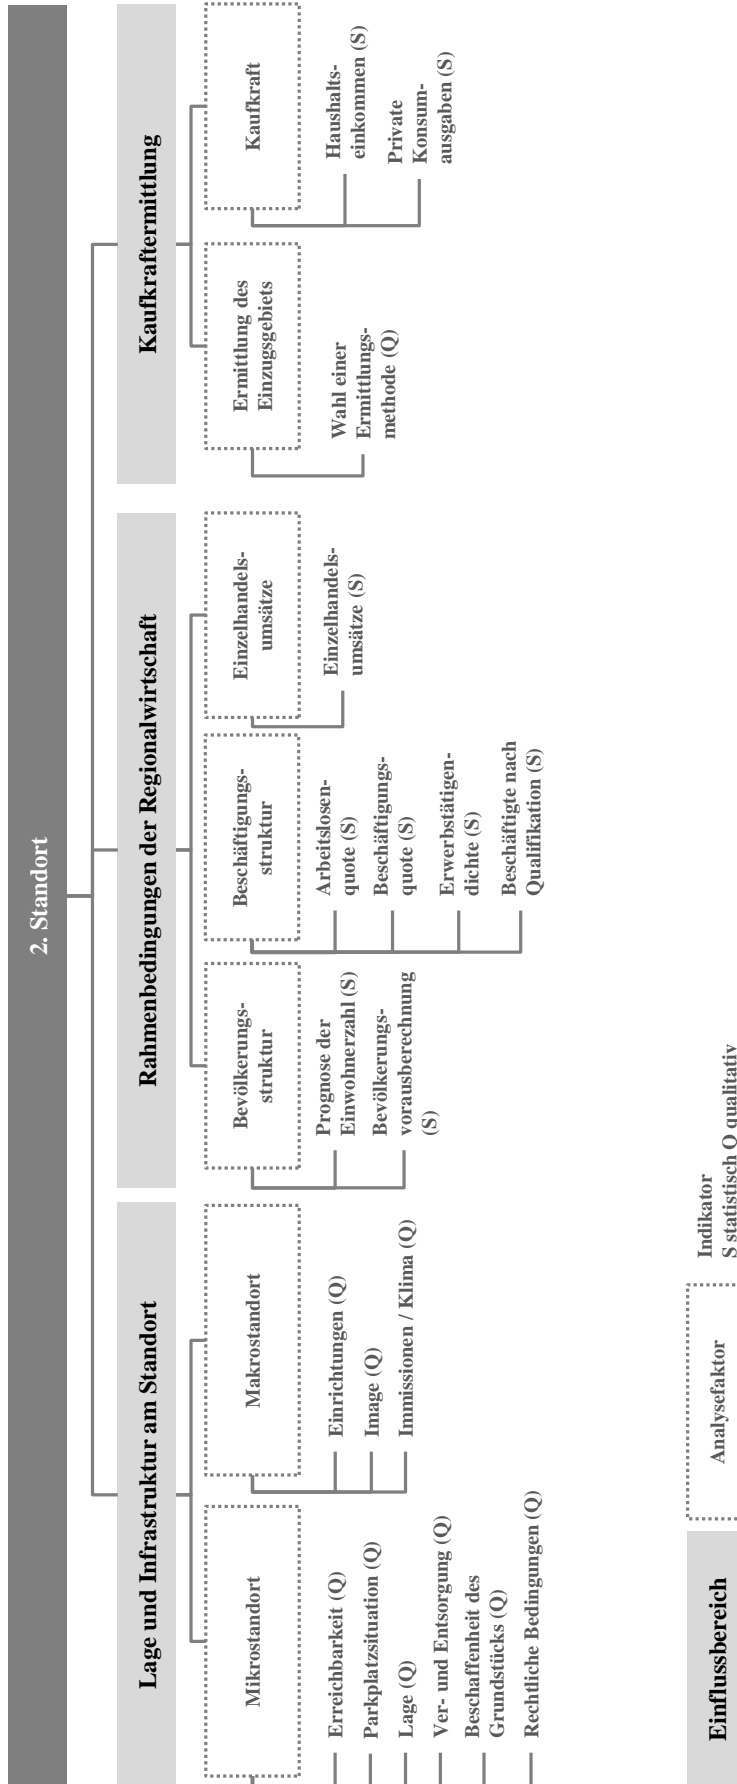 2. Standort
Lage und Infrastruktur am Standort
Mikrostandort
Erreichbarkeit (Q)
Parkplatzsituation (Q)
Lage (Q)
Ver- und Entsorgung (Q)
Beschaffenheit des
Grundstücks (Q)
Rechtliche Bedingungen (Q)
Makrostandort
Einrichtungen (Q)
Image (Q)
Immissionen / Klima (Q)
Rahmenbedingungen der Regionalwirtschaft
Bevölkerungs-
struktur
Prognose der
Einwohnerzahl (S)
Bevölkerungs-
vorausberechnung
(S)
Beschäftigungs-
struktur
Arbeitslosen-
quote (S)
Beschäftigungs-
quote (S)
Erwerbstätigen-
dichte (S)
Beschäftigte nach
Qualifikation (S)
Einzelhandels-
umsätze
Einzelhandels-
umsätze (S)
Kaufkraftermittlung
Ermittlung des
Einzugsgebiets
Wahl einer
Ermittlungs-
methode (Q)
Kaufkraft
Haushalts-
einkommen (S)
Private
Konsum-
ausgaben (S)
Einflussbereich
Analysefaktor
Indikator
S statistisch Q qualitativ